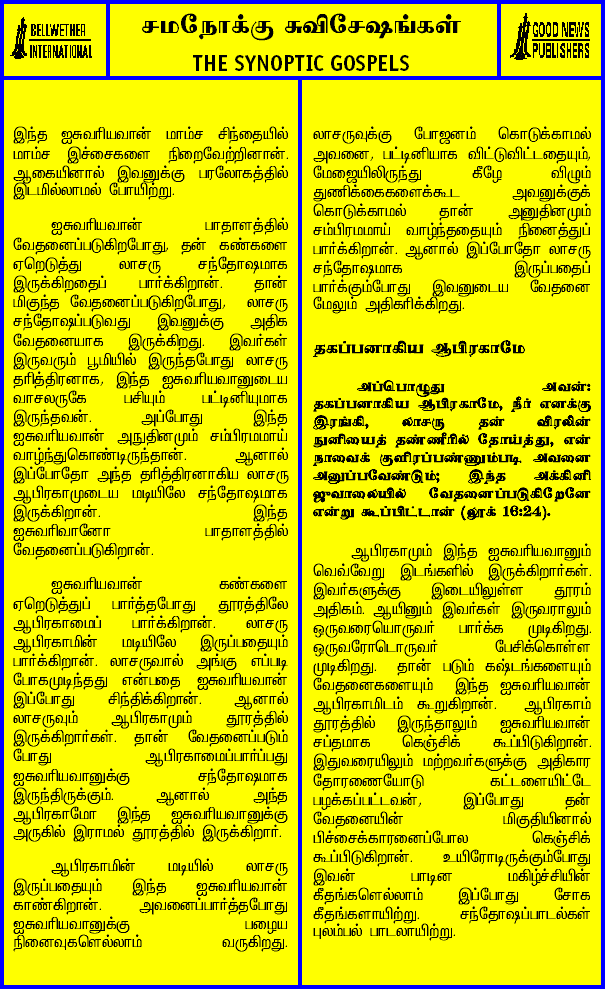 BELLWETHER
INTERNATIONAL
சமநோக்கு சுவிசேஷங்கள்
THE SYNOPTIC GOSPELS
GOOD NEWS
PUBLISHERS
இந்த ஐசுவரியவான் மாம்ச சிந்தையில்
மாம்ச இச்சைகளை நிறைவேற்றினான்.
ஆகையினால் இவனுக்கு பரலோகத்தில்
இடமில்லாமல் போயிற்று.
ஐசுவரியவான் பாதாளத்தில்
வேதனைப்படுகிறபோது, தன் கண்களை
ஏறெடுத்து லாசரு சந்தோஷமாக
இருக்கிறதைப் பார்க்கிறான். தான்
மிகுந்த வேதனைப்படுகிறபோது, லாசரு
சந்தோஷப்படுவது இவனுக்கு அதிக
வேதனையாக இருக்கிறது. இவர்கள்
இருவரும் பூமியில் இருந்தபோது லாசரு
தரித்திரனாக, இந்த ஐசுவரியவானுடைய
வாசலருகே பசியும் பட்டினியுமாக
இருந்தவன். அப்போது இந்த
ஐசுவரியவான் அநுதினமும் சம்பிரமமாய்
வாழ்ந்துகொண்டிருந்தான். ஆனால்
இப்போதோ அந்த தரித்திரனாகிய லாசரு
ஆபிரகாமுடைய மடியிலே சந்தோஷமாக
இருக்கிறான். இந்த
ஐசுவரிவானோ பாதாளத்தில்
வேதனைப்படுகிறான்.
ஐசுவரியவான் கண்களை
ஏறெடுத்துப் பார்த்தபோது தூரத்திலே
ஆபிரகாமைப் பார்க்கிறான். லாசரு
ஆபிரகாமின் மடியிலே இருப்பதையும்
பார்க்கிறான். லாசருவால் அங்கு எப்படி
போகமுடிந்தது என்பதை ஐசுவரியவான்
இப்போது சிந்திக்கிறான். ஆனால்
லாசருவும் ஆபிரகாமும் தூரத்தில்
இருக்கிறார்கள். தான் வேதனைப்படும்
போது ஆபிரகாமைப்பார்ப்பது
ஐசுவரியவானுக்கு சந்தோஷமாக
இருந்திருக்கும். ஆனால் அந்த
ஆபிரகாமோ இந்த ஐசுவரியவானுக்கு
அருகில் இராமல் தூரத்தில் இருக்கிறார்.
ஆபிரகாமின் மடியில் லாசரு
இருப்பதையும் இந்த ஐசுவரியவான்
காண்கிறான். அவனைப்பார்த்தபோது
ஐசுவரியவானுக்கு பழைய
நினைவுகளெல்லாம் வருகிறது.
லாசருவுக்கு போஜனம் கொடுக்காமல்
அவனை, பட்டினியாக விட்டுவிட்டதையும்,
மேஜையிலிருந்து கீழே விழும்
துணிக்கைகளைக்கூட அவனுக்குக்
கொடுக்காமல் தான் அனுதினமும்
சம்பிரமமாய் வாழ்ந்ததையும் நினைத்துப்
பார்க்கிறான். ஆனால் இப்போதோ லாசரு
சந்தோஷமாக இருப்பதைப்
பார்க்கும்போது இவனுடைய வேதனை
மேலும் அதிகரிக்கிறது.
தகப்பனாகிய ஆபிரகாமே
அப்பொழுது அவன்:
தகப்பனாகிய ஆபிரகாமே, நீர் எனக்கு
இரங்கி, லாசரு தன் விரலின்
நுனியைத் தண்ணீரில் தோய்த்து, என்
நாவைக் குளிரப்பண்ணும்படி அவனை
அனுப்பவேண்டும்; இந்த அக்கினி
ஜுவாலையில் வேதனைப்படுகிறேனே
என்று கூப்பிட்டான் (லூக் 16:24).
ஆபிரகாமும் இந்த ஐசுவரியவானும்
வெவ்வேறு இடங்களில் இருக்கிறார்கள்.
இவர்களுக்கு இடையிலுள்ள தூரம்
அதிகம். ஆயினும் இவர்கள் இருவராலும்
ஒருவரையொருவர் பார்க்க முடிகிறது.
ஒருவரோடொருவர் பேசிக்கொள்ள
முடிகிறது. தான் படும் கஷ்டங்களையும்
வேதனைகளையும் இந்த ஐசுவரியவான்
ஆபிரகாமிடம் கூறுகிறான். ஆபிரகாம்
தூரத்தில் இருந்தாலும் ஐசுவரியவான்
சப்தமாக கெஞ்சிக் கூப்பிடுகிறான்.
இதுவரையிலும் மற்றவர்களுக்கு அதிகார
தோரணையோடு கட்டளையிட்டே
பழக்கப்பட்டவன், இப்போது தன்
வேதனையின் மிகுதியினால்
பிச்சைக்காரனைப்போல கெஞ்சிக்
கூப்பிடுகிறான். உயிரோடிருக்கும்போது
இவன் பாடின மகிழ்ச்சியின்
கீதங்களெல்லாம் இப்போது சோக
கீதங்களாயிற்று. சந்தோஷப்பாடல்கள்
புலம்பல் பாடலாயிற்று.